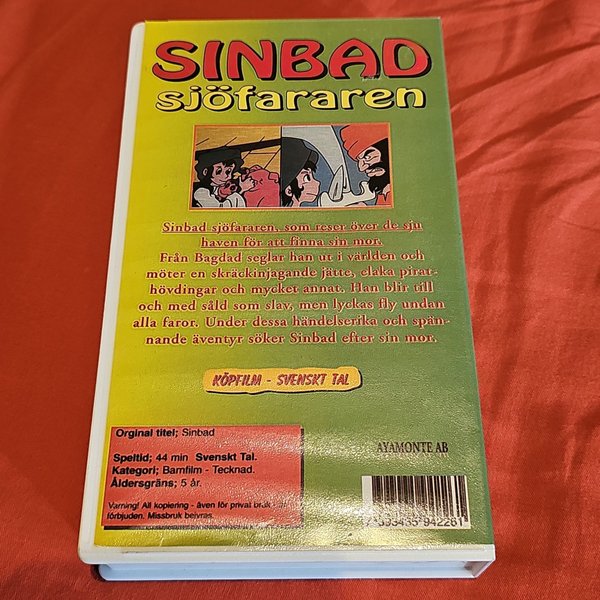 SINBAD
sjöfararen
Sinbad sjöfararen, som reser över de sju
haven för att finna sin mor.
Från Bagdad seglar han ut i världen och
möter en skräckinjagande jätte, elaka pirat-
hövdingar och mycket annat. Han blir till
och med såld som slav, men lyckas fly undan
alla faror. Under dessa händelserika och spän-
nande äventyr söker Sinbad efter sin mor.
KÖPFILM - SVENSKT TAL
Orginal titel; Sinbad
Speltid; 44 min Svenskt Tal.
Kategori; Barnfilm - Tecknad.
Åldersgräns; 5 år.
Varning! All kopiering - även för privat bruk
förbjuden. Missbruk beivras.
AYAMONTE AB
7 333435 942281